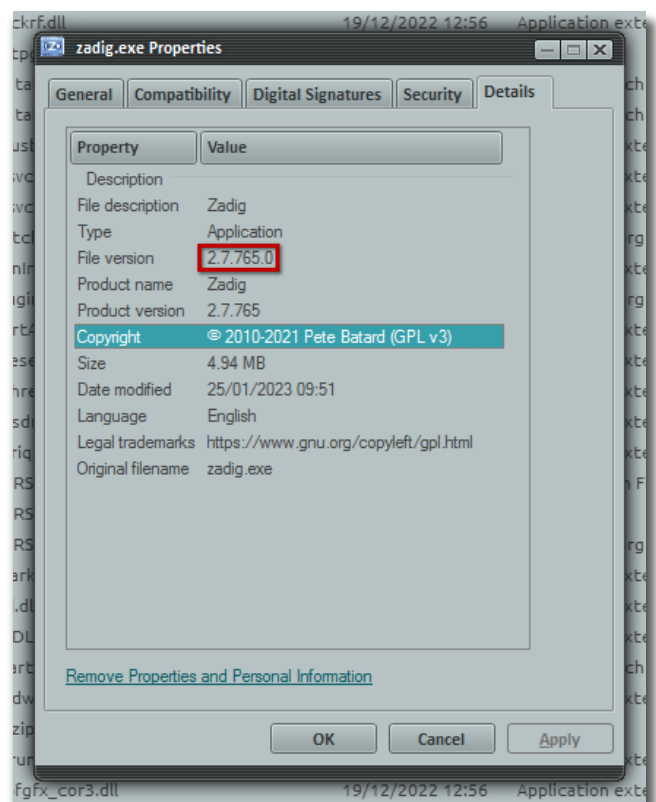 ckrf.dll 19/12/2022 12:56 Application exte
zadig.exe Properties
General Compatibility Digital Signatures Security Details
Property Value
Description
File description Zadig
Type Application
File version 2.7.765.0
Product name Zadig
Product version 2.7.765
Copyright © 2010-2021 Pete Batard (GPL v3)
Size 4.94 MB
Date modified 25/01/2023 09:51
Language English
Legal trademarks https://www.gnu.org/copyleft/gpl.html
Original filename zadig.exe
Remove Properties and Personal Information
OK Cancel Apply
fgfx_cor3.dll 19/12/2022 12:56 Application exte